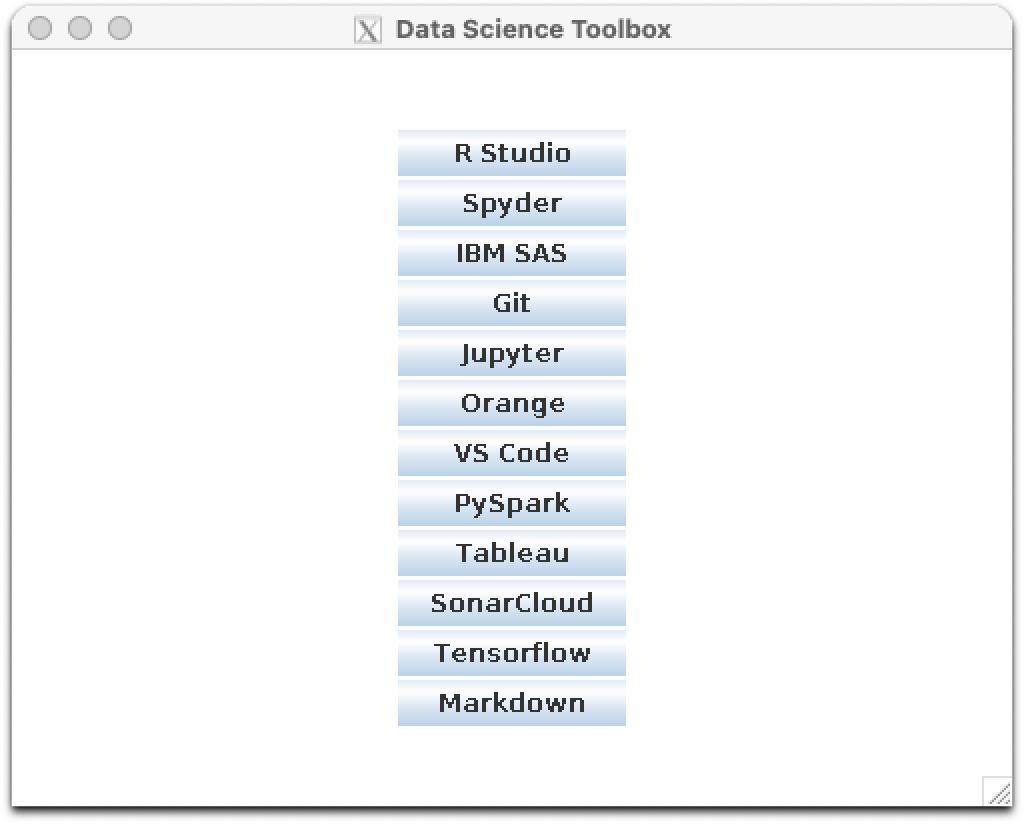 Data Science Toolbox
R Studio
Spyder
IBM SAS
Git
Jupyter
Orange
VS Code
PySpark
Tableau
SonarCloud
Tensorflow
Markdown